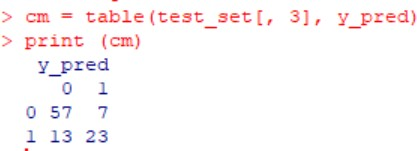 > cm = table(test_set[, 3], y_pred)
> print (cm)
   y_pred
     0  1
  0 57  7
  1 13 23